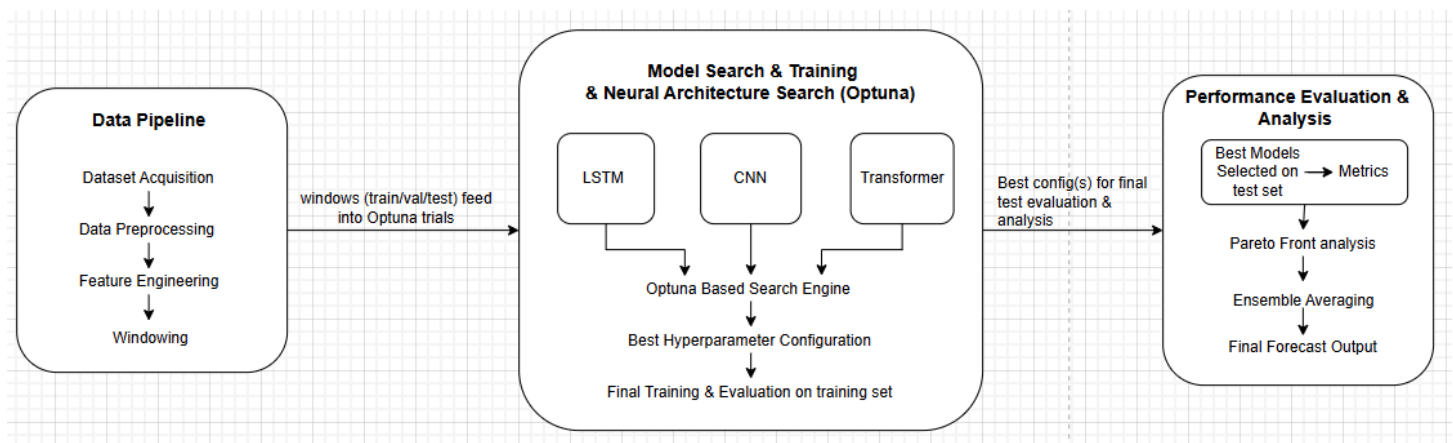 Data Pipeline
Dataset Acquisition
Data Preprocessing
Feature Engineering
Windowing
windows (train/val/test) feed
into Optuna trials
Model Search & Training
& Neural Architecture Search (Optuna)
LSTM
CNN
Transformer
Optuna Based Search Engine
Best Hyperparameter Configuration
Final Training & Evaluation on training set
Best config(s) for final
test evaluation &
analysis
Performance Evaluation &
Analysis
Best Models
Selected on
test set
Metrics
Pareto Front analysis
Ensemble Averaging
Final Forecast Output